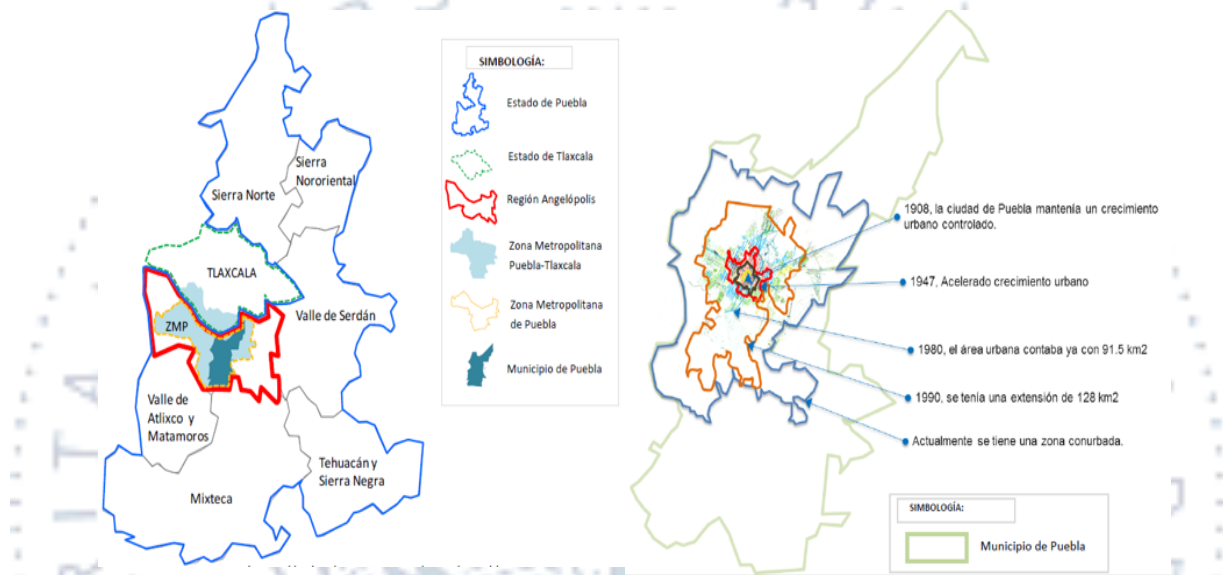 SIMBOLOGÍA:
Estado de Puebla
Estado de Tlaxcala
Región Angelópolis
Zona Metropolitana
Puebla-Tlaxcala
Zona Metropolitana
de Puebla
Municipio de Puebla
Sierra
Nororiental
Sierra Norte
TLAXCALA
ZMP
Valle de Serdán
Valle de
Atlixco y
Matamoros
Tehuacán y
Sierra Negra
Mixteca
1908, la ciudad de Puebla mantenía un crecimiento
urbano controlado.
1947, Acelerado crecimiento urbano
1980, el área urbana contaba ya con 91.5 km2
1990, se tenía una extensión de 128 km2
Actualmente se tiene una zona conurbada.
SIMBOLOGÍA:
Municipio de Puebla